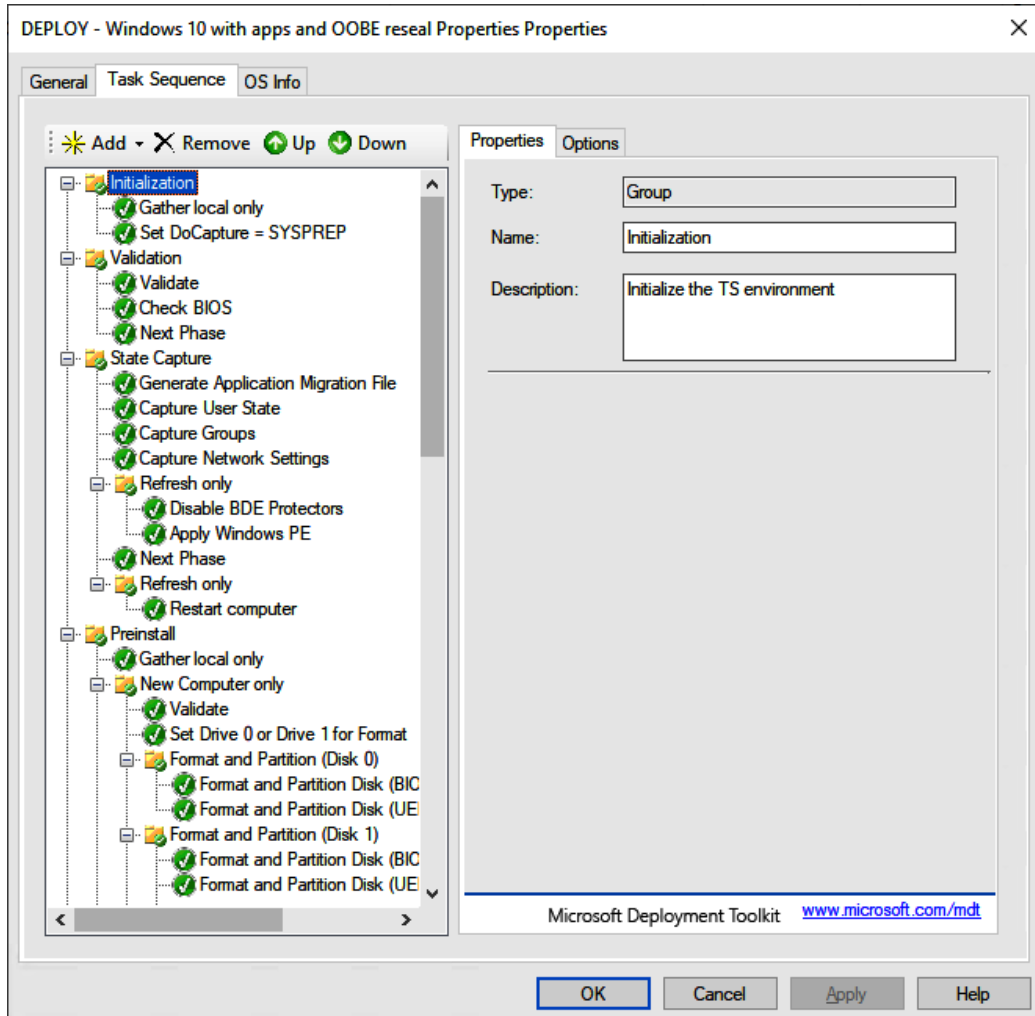 DEPLOY - Windows 10 with apps and OOBE reseal Properties Properties
General
Task Sequence
OS Info
Add
Remove
Up
Down
Initialization
Gather local only
Set DoCapture = SYSPREP
Validation
Validate
Check BIOS
Next Phase
State Capture
Generate Application Migration File
Capture User State
Capture Groups
Capture Network Settings
Refresh only
Disable BDE Protectors
Apply Windows PE
Next Phase
Refresh only
Restart computer
Preinstall
Gather local only
New Computer only
Validate
Set Drive 0 or Drive 1 for Format
Format and Partition (Disk 0)
Format and Partition Disk (BIC
Format and Partition Disk (UEI
Format and Partition (Disk 1)
Format and Partition Disk (BIC
Format and Partition Disk (UE
Properties
Options
Type:
Group
Name:
Initialization
Description:
Initialize the TS environment
Microsoft Deployment Toolkit
www.microsoft.com/mdt
OK
Cancel
Apply
Help